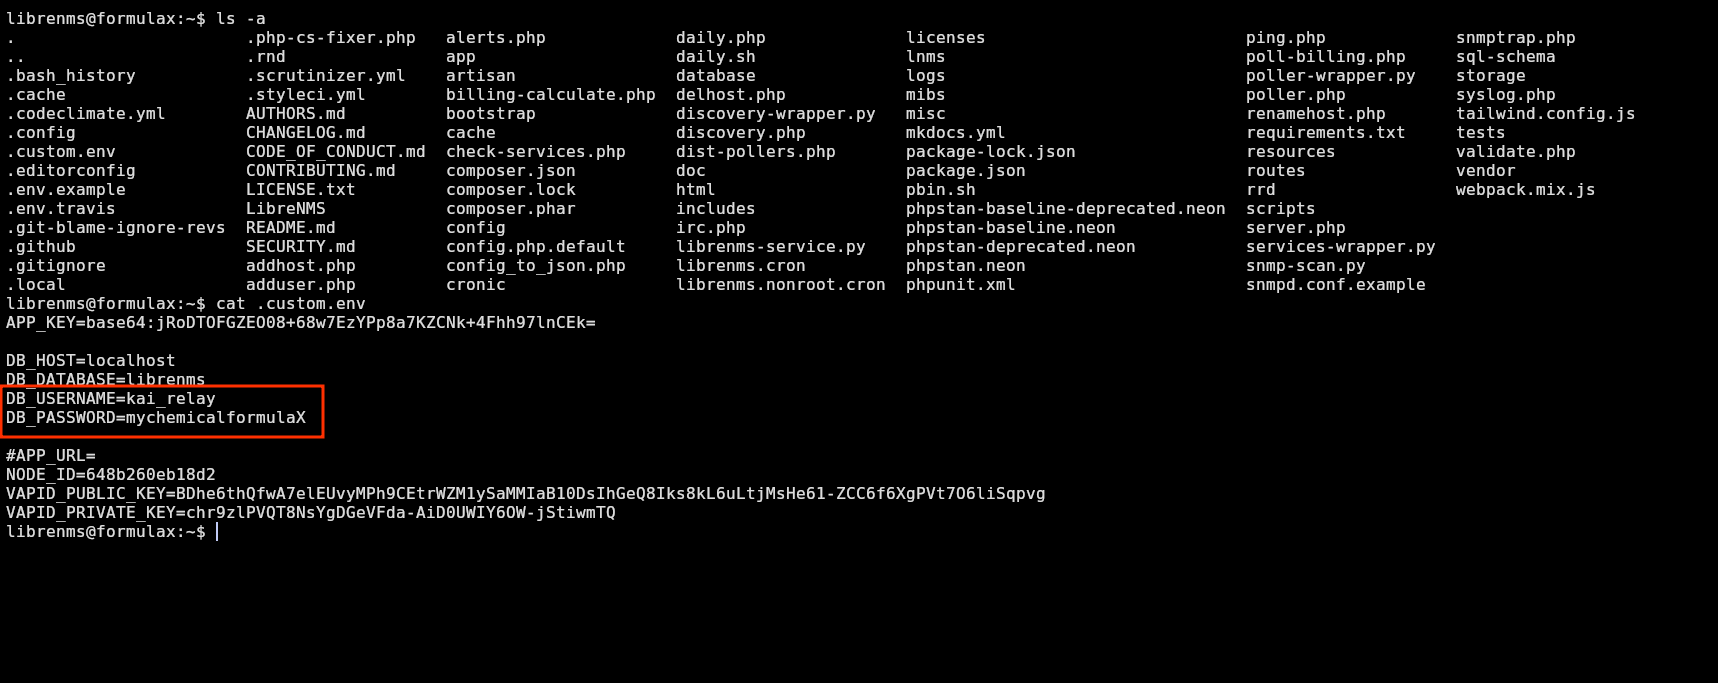 librenms@formulax:~$ ls -a
.                       .php-cs-fixer.php   alerts.php             daily.php              licenses                          ping.php             snmptrap.php
..                      .rnd                app                    daily.sh               lnms                              poll-billing.php     sql-schema
.bash_history           .scrutinizer.yml    artisan                database               logs                              poller-wrapper.py    storage
.cache                  .styleci.yml        billing-calculate.php  delhost.php            mibs                              poller.php           syslog.php
.codeclimate.yml        AUTHORS.md          bootstrap              discovery-wrapper.py   misc                              renamehost.php       tailwind.config.js
.config                 CHANGELOG.md        cache                  discovery.php          mkdocs.yml                        requirements.txt     tests
.custom.env             CODE_OF_CONDUCT.md  check-services.php     dist-pollers.php       package-lock.json                 resources            validate.php
.editorconfig           CONTRIBUTING.md     composer.json          doc                    package.json                      routes               vendor
.env.example            LICENSE.txt         composer.lock          html                   pbin.sh                           rrd                  webpack.mix.js
.env.travis             LibreNMS            composer.phar          includes               phpstan-baseline-deprecated.neon  scripts
.git-blame-ignore-revs  README.md           config                 irc.php                phpstan-baseline.neon             server.php
.github                 SECURITY.md         config.php.default     librenms-service.py    phpstan-deprecated.neon           services-wrapper.py
.gitignore              addhost.php         config_to_json.php     librenms.cron          phpstan.neon                      snmp-scan.py
.local                  adduser.php         cronic                 librenms.nonroot.cron  phpunit.xml                       snmpd.conf.example
librenms@formulax:~$ cat .custom.env
APP_KEY=base64:jRoDTOFGZEO08+68w7EzYPp8a7KZCNk+4Fhh97lnCEk=
DB_HOST=localhost
DB_DATABASE=librenms
DB_USERNAME=kai_relay
DB_PASSWORD=mychemicalformulaX
#APP_URL=
NODE_ID=648b260eb18d2
VAPID_PUBLIC_KEY=BDhe6thQfwA7elEUvyMPh9CEtrWZM1ySaMMIaB10DsIhGeQ8Iks8kL6uLtjMsHe61-ZCC6f6XgPVt7O6liSqpvg
VAPID_PRIVATE_KEY=chr9zlPVQT8NsYgDGeVFda-AiD0UWIY6OW-jStiwmTQ
librenms@formulax:~$